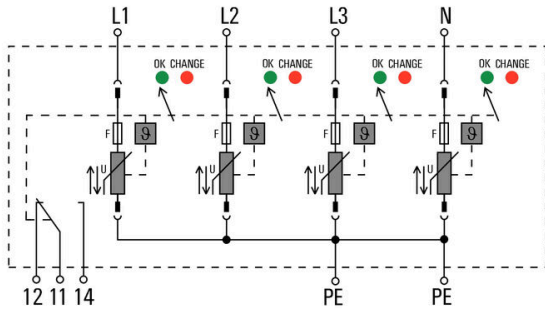 L1 L2 L3 N
OK CHANGE OK CHANGE OK CHANGE OK CHANGE
F ϑ F ϑ F ϑ F ϑ
U U U U
12 11 14 PE PE